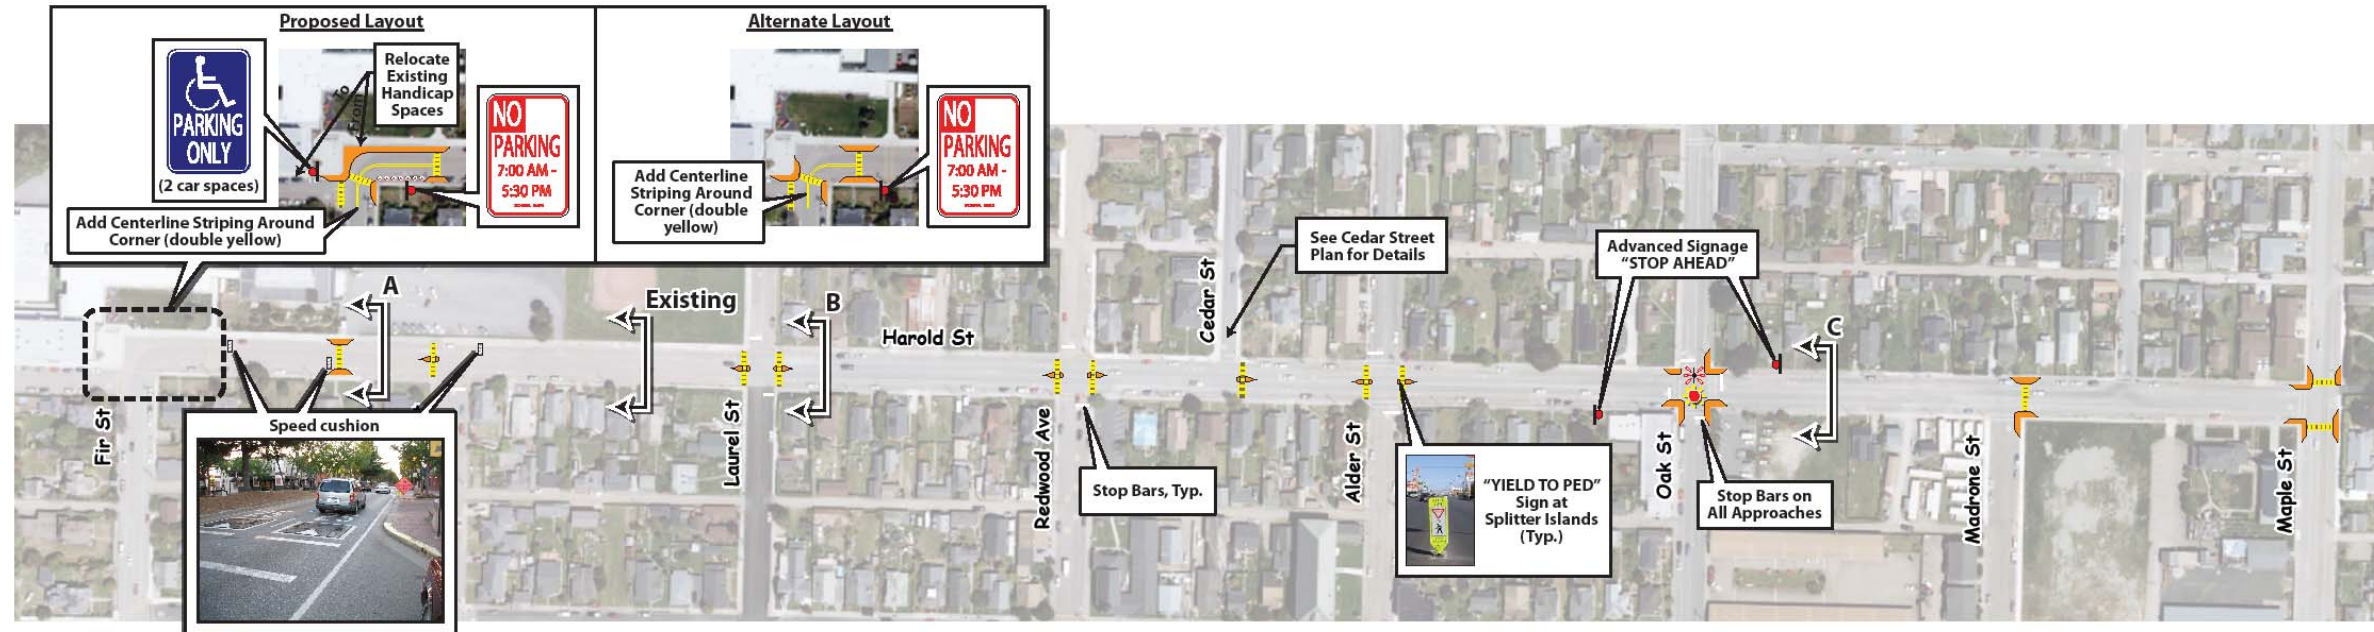 Proposed Layout
PARKING
ONLY
(2 car spaces)
To
From
Relocate
Existing
Handicap
Spaces
NO
PARKING
7:00 AM -
5:30 PM
Add Centerline Striping Around
Corner (double yellow)
Alternate Layout
Add Centerline
Striping Around
Corner (double
yellow)
NO
PARKING
7:00 AM -
5:30 PM
A
Existing
B
Harold St
Cedar St
See Cedar Street
Plan for Details
Advanced Signage
“STOP AHEAD”
C
Fir St
Speed cushion
Laurel St
Redwood Ave
Stop Bars, Typ.
Alder St
“YIELD TO PED”
Sign at
Splitter Islands
(Typ.)
Oak St
Stop Bars on
All Approaches
Madrone St
Maple St